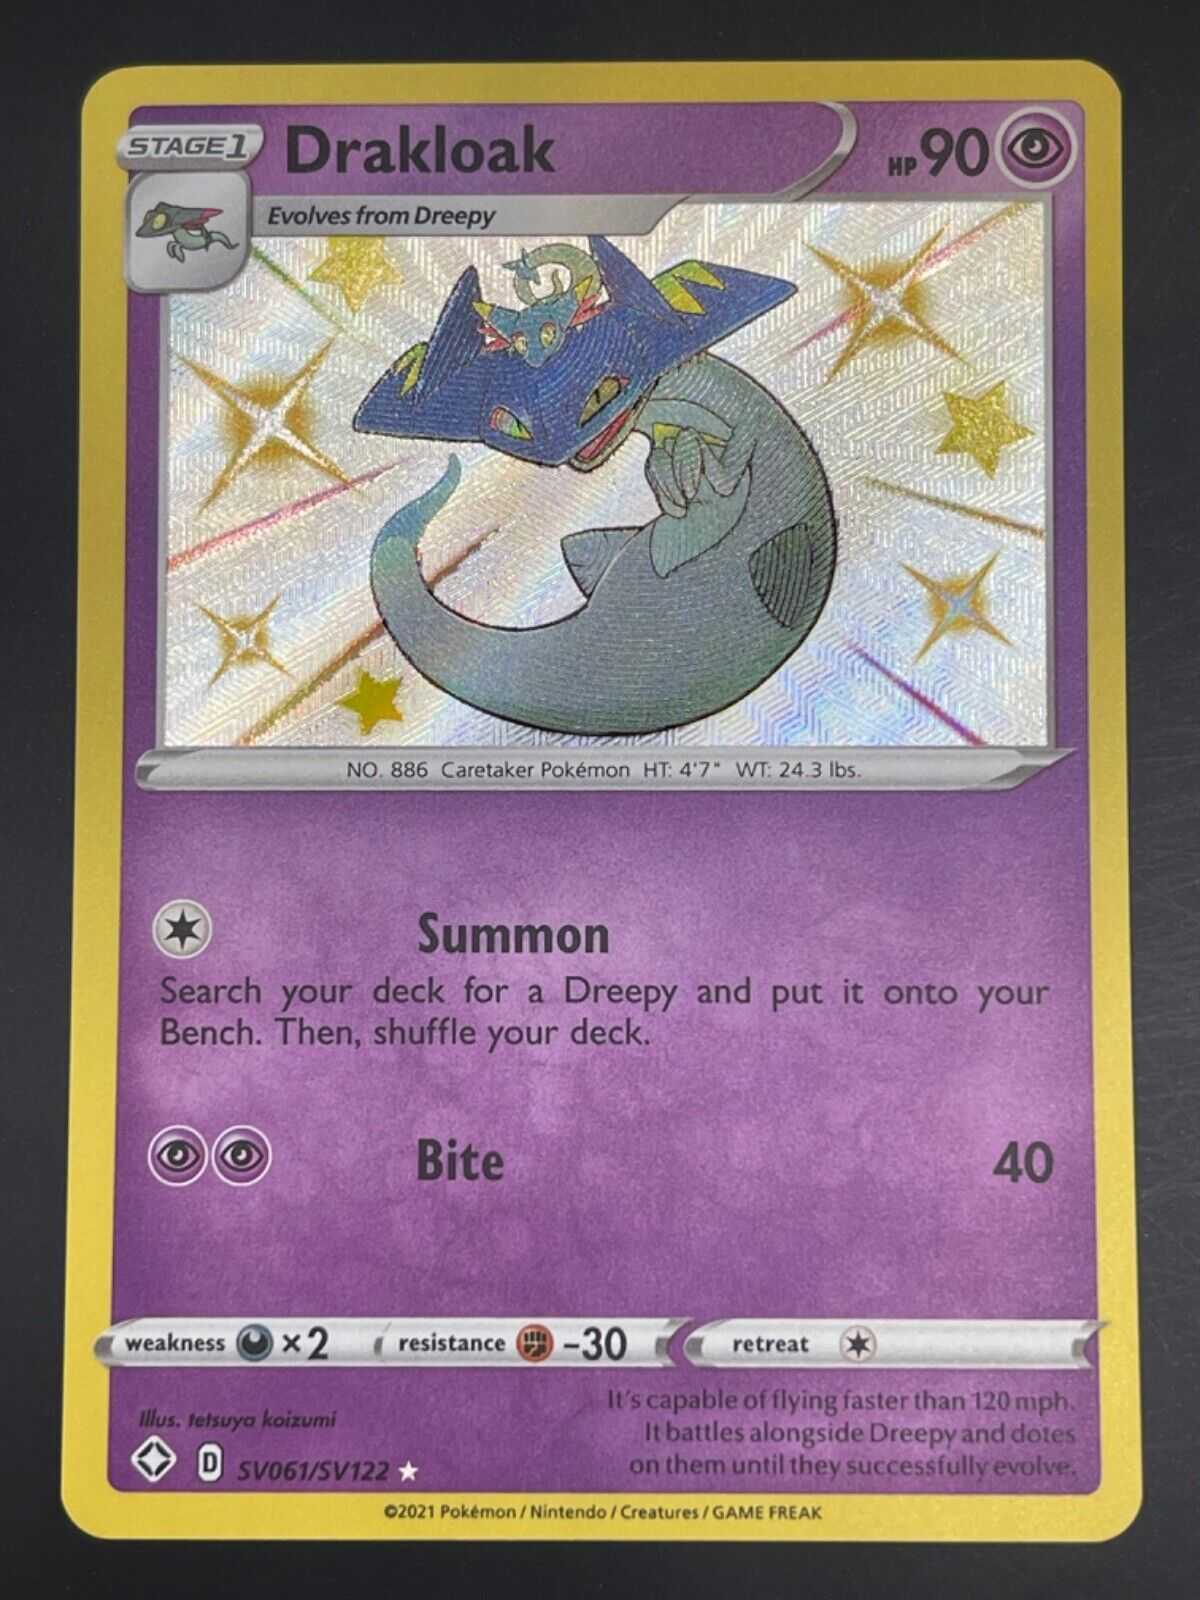 STAGE 1
Drakloak
HP 90
Evolves from Dreepy
NO. 886 Caretaker Pokémon HT: 4'7" WT: 24.3 lbs.
Summon
Search your deck for a Dreepy and put it onto your
Bench. Then, shuffle your deck.
Bite 40
weakness ×2 resistance -30 retreat
Illus. tetsuya koizumi
D SV061/SV122
It's capable of flying faster than 120 mph.
It battles alongside Dreepy and dotes
on them until they successfully evolve.
©2021 Pokémon / Nintendo / Creatures / GAME FREAK